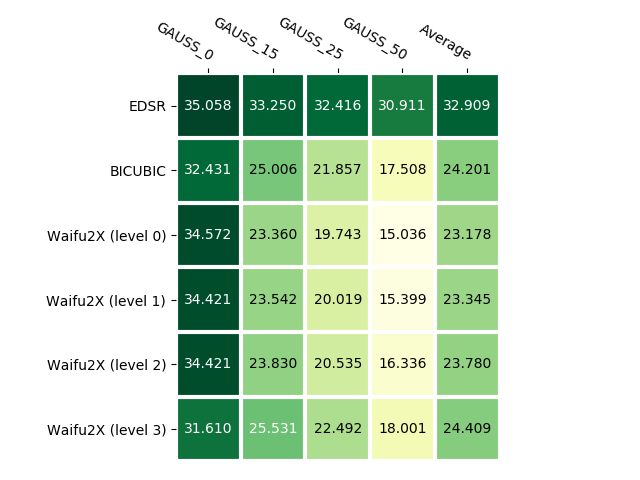 GAUSS_0 GAUSS_15 GAUSS_25 GAUSS_50 Average
EDSR 35.058 33.250 32.416 30.911 32.909
BICUBIC 32.431 25.006 21.857 17.508 24.201
Waifu2X (level 0) 34.572 23.360 19.743 15.036 23.178
Waifu2X (level 1) 34.421 23.542 20.019 15.399 23.345
Waifu2X (level 2) 34.421 23.830 20.535 16.336 23.780
Waifu2X (level 3) 31.610 25.531 22.492 18.001 24.409